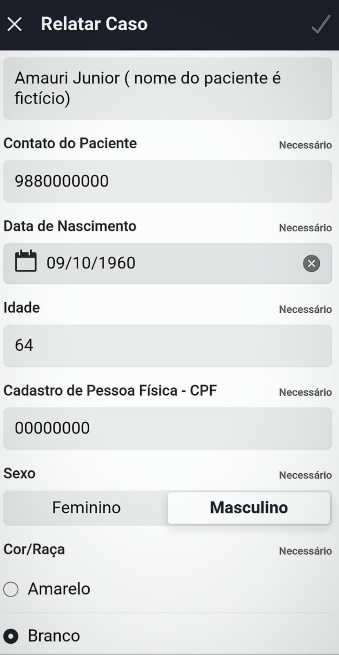 Relatar Caso
Amauri Junior ( nome do paciente é
fictício)
Contato do Paciente Necessário
9880000000
Data de Nascimento Necessário
09/10/1960
Idade Necessário
64
Cadastro de Pessoa Física - CPF Necessário
00000000
Sexo Necessário
Feminino Masculino
Cor/Raça Necessário
Amarelo
Branco